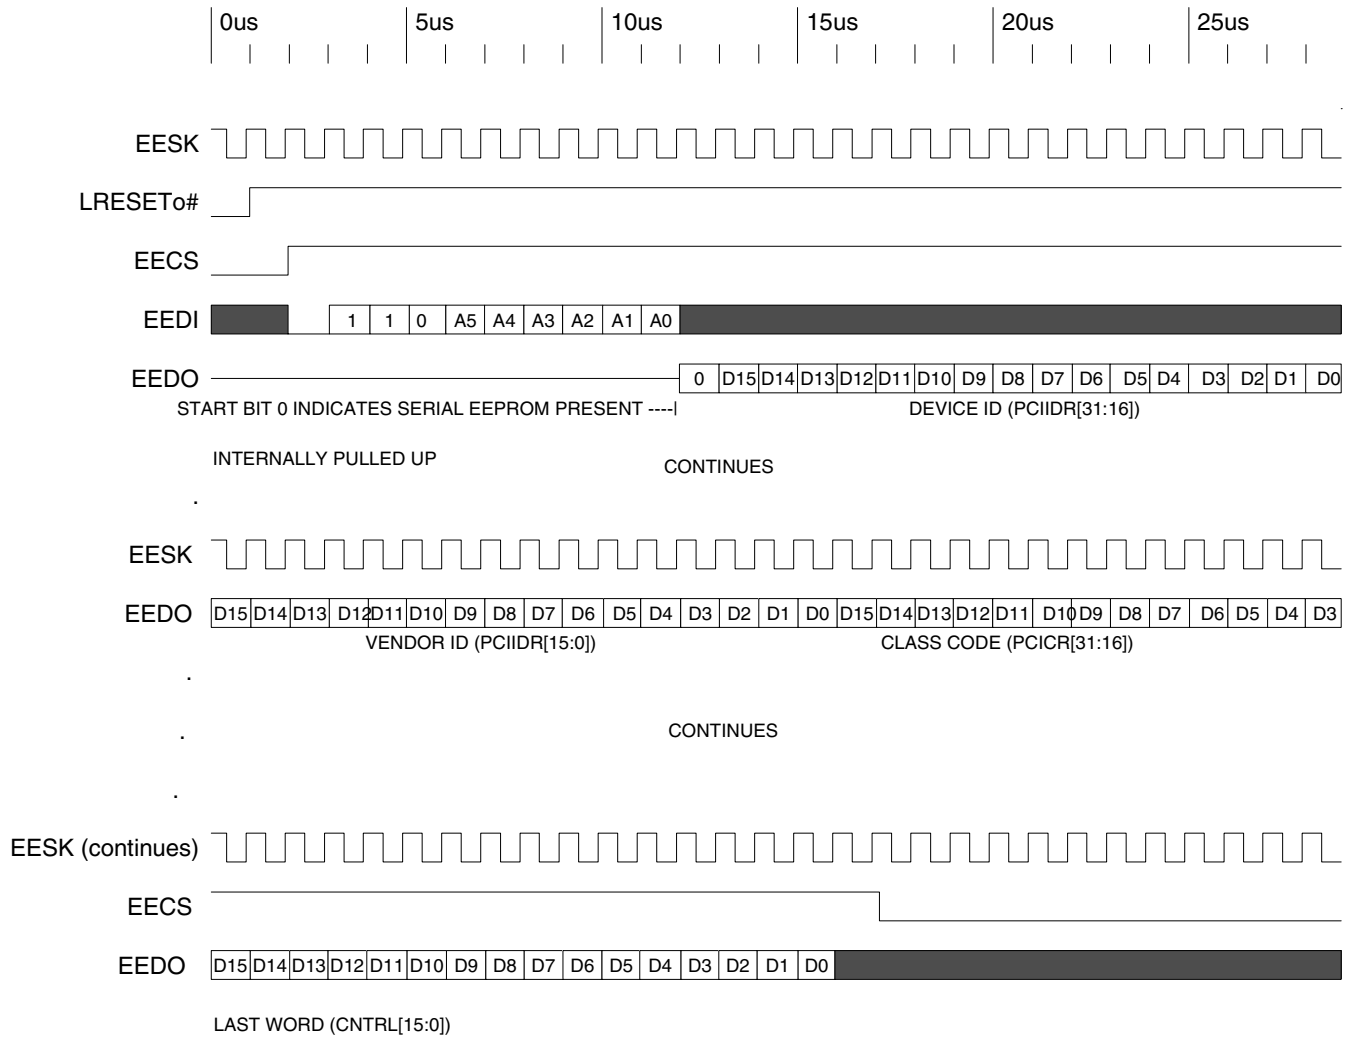 0us 5us 10us 15us 20us 25us
EESK
LRESETo#
EECS
EEDI 1 1 0 A5 A4 A3 A2 A1 A0
EEDO 0 D15 D14 D13 D12 D11 D10 D9 D8 D7 D6 D5 D4 D3 D2 D1 D0
START BIT 0 INDICATES SERIAL EEPROM PRESENT ----| DEVICE ID (PCIIDR[31:16])
INTERNALLY PULLED UP
CONTINUES
.
EESK
EEDO D15 D14 D13 D12 D11 D10 D9 D8 D7 D6 D5 D4 D3 D2 D1 D0 D15 D14 D13 D12 D11 D10 D9 D8 D7 D6 D5 D4 D3
VENDOR ID (PCIIDR[15:0]) CLASS CODE (PCICR[31:16])
.
. CONTINUES
.
EESK (continues)
EECS
EEDO D15 D14 D13 D12 D11 D10 D9 D8 D7 D6 D5 D4 D3 D2 D1 D0
LAST WORD (CNTRL[15:0])